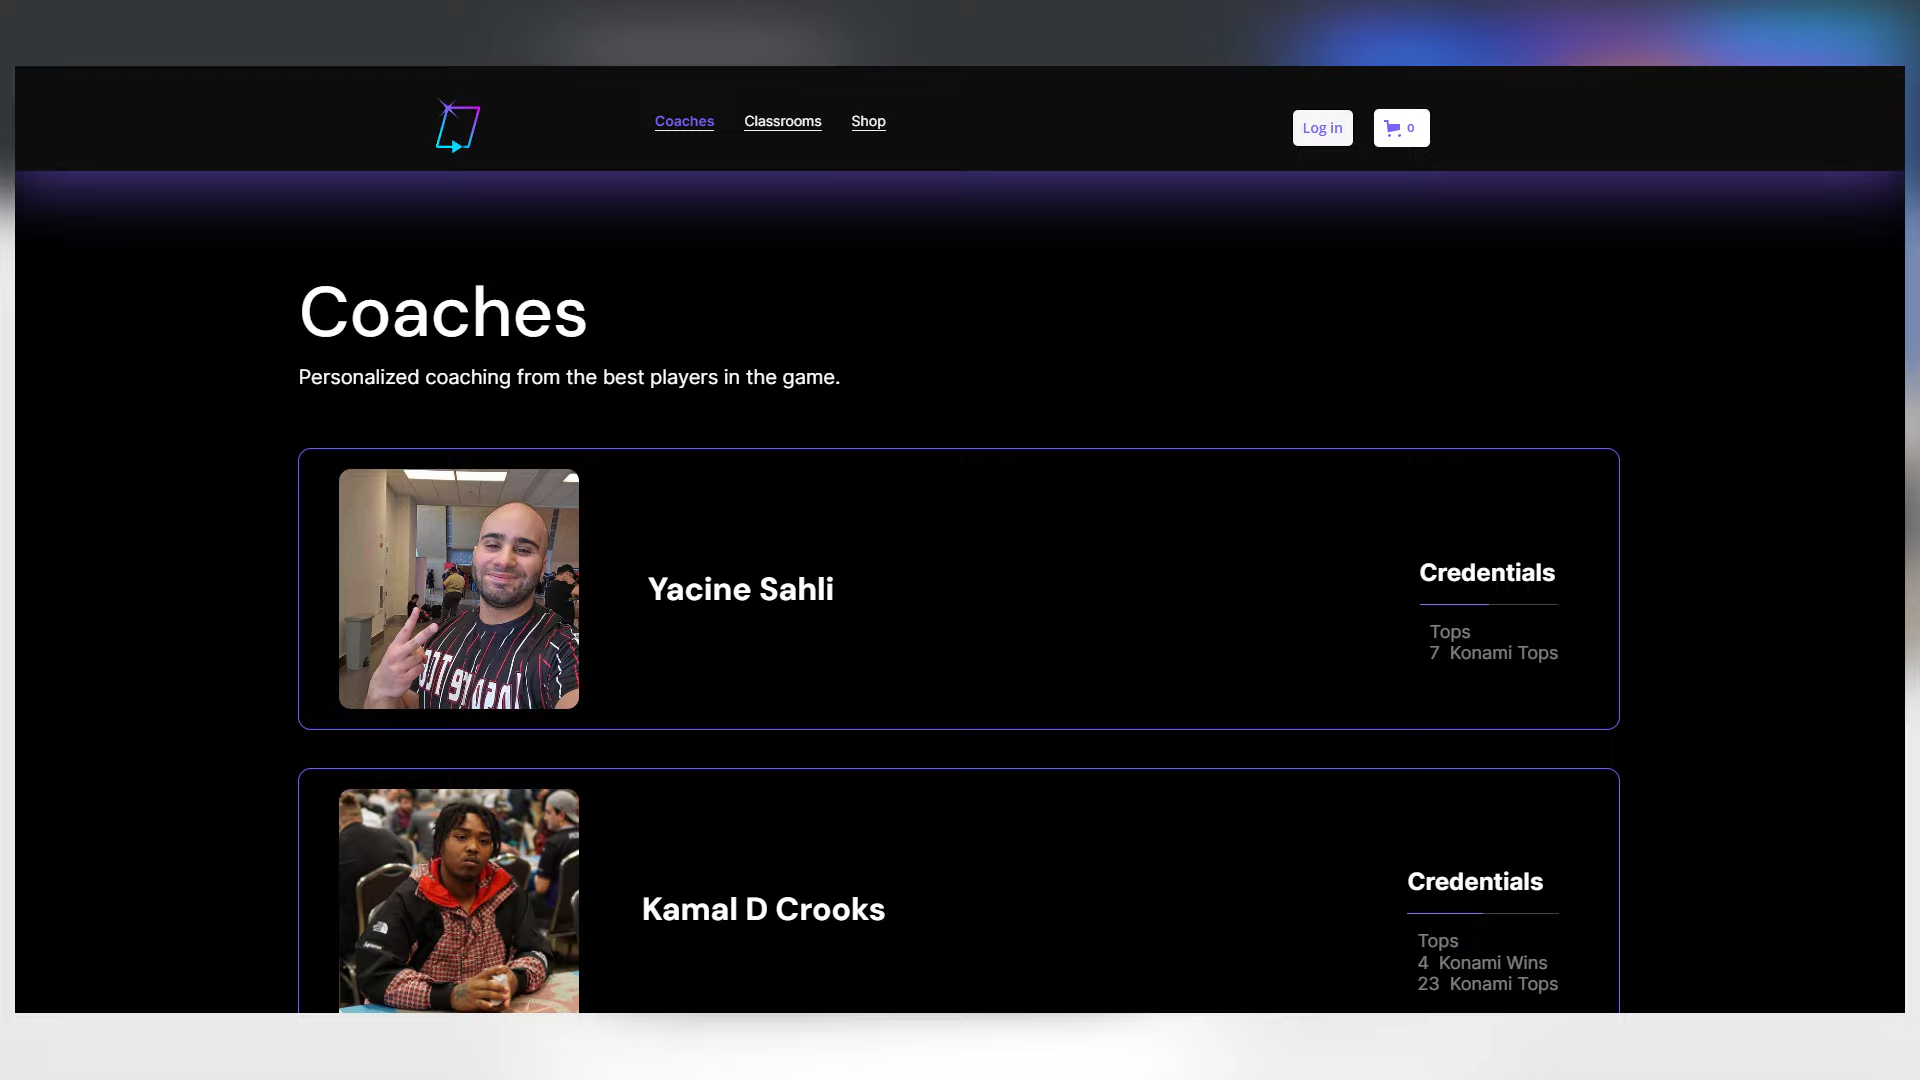 Coaches
Classrooms
Shop
Log in
0
Coaches
Personalized coaching from the best players in the game.
Yacine Sahli
Credentials
Tops
7 Konami Tops
Kamal D Crooks
Credentials
Tops
4 Konami Wins
23 Konami Tops